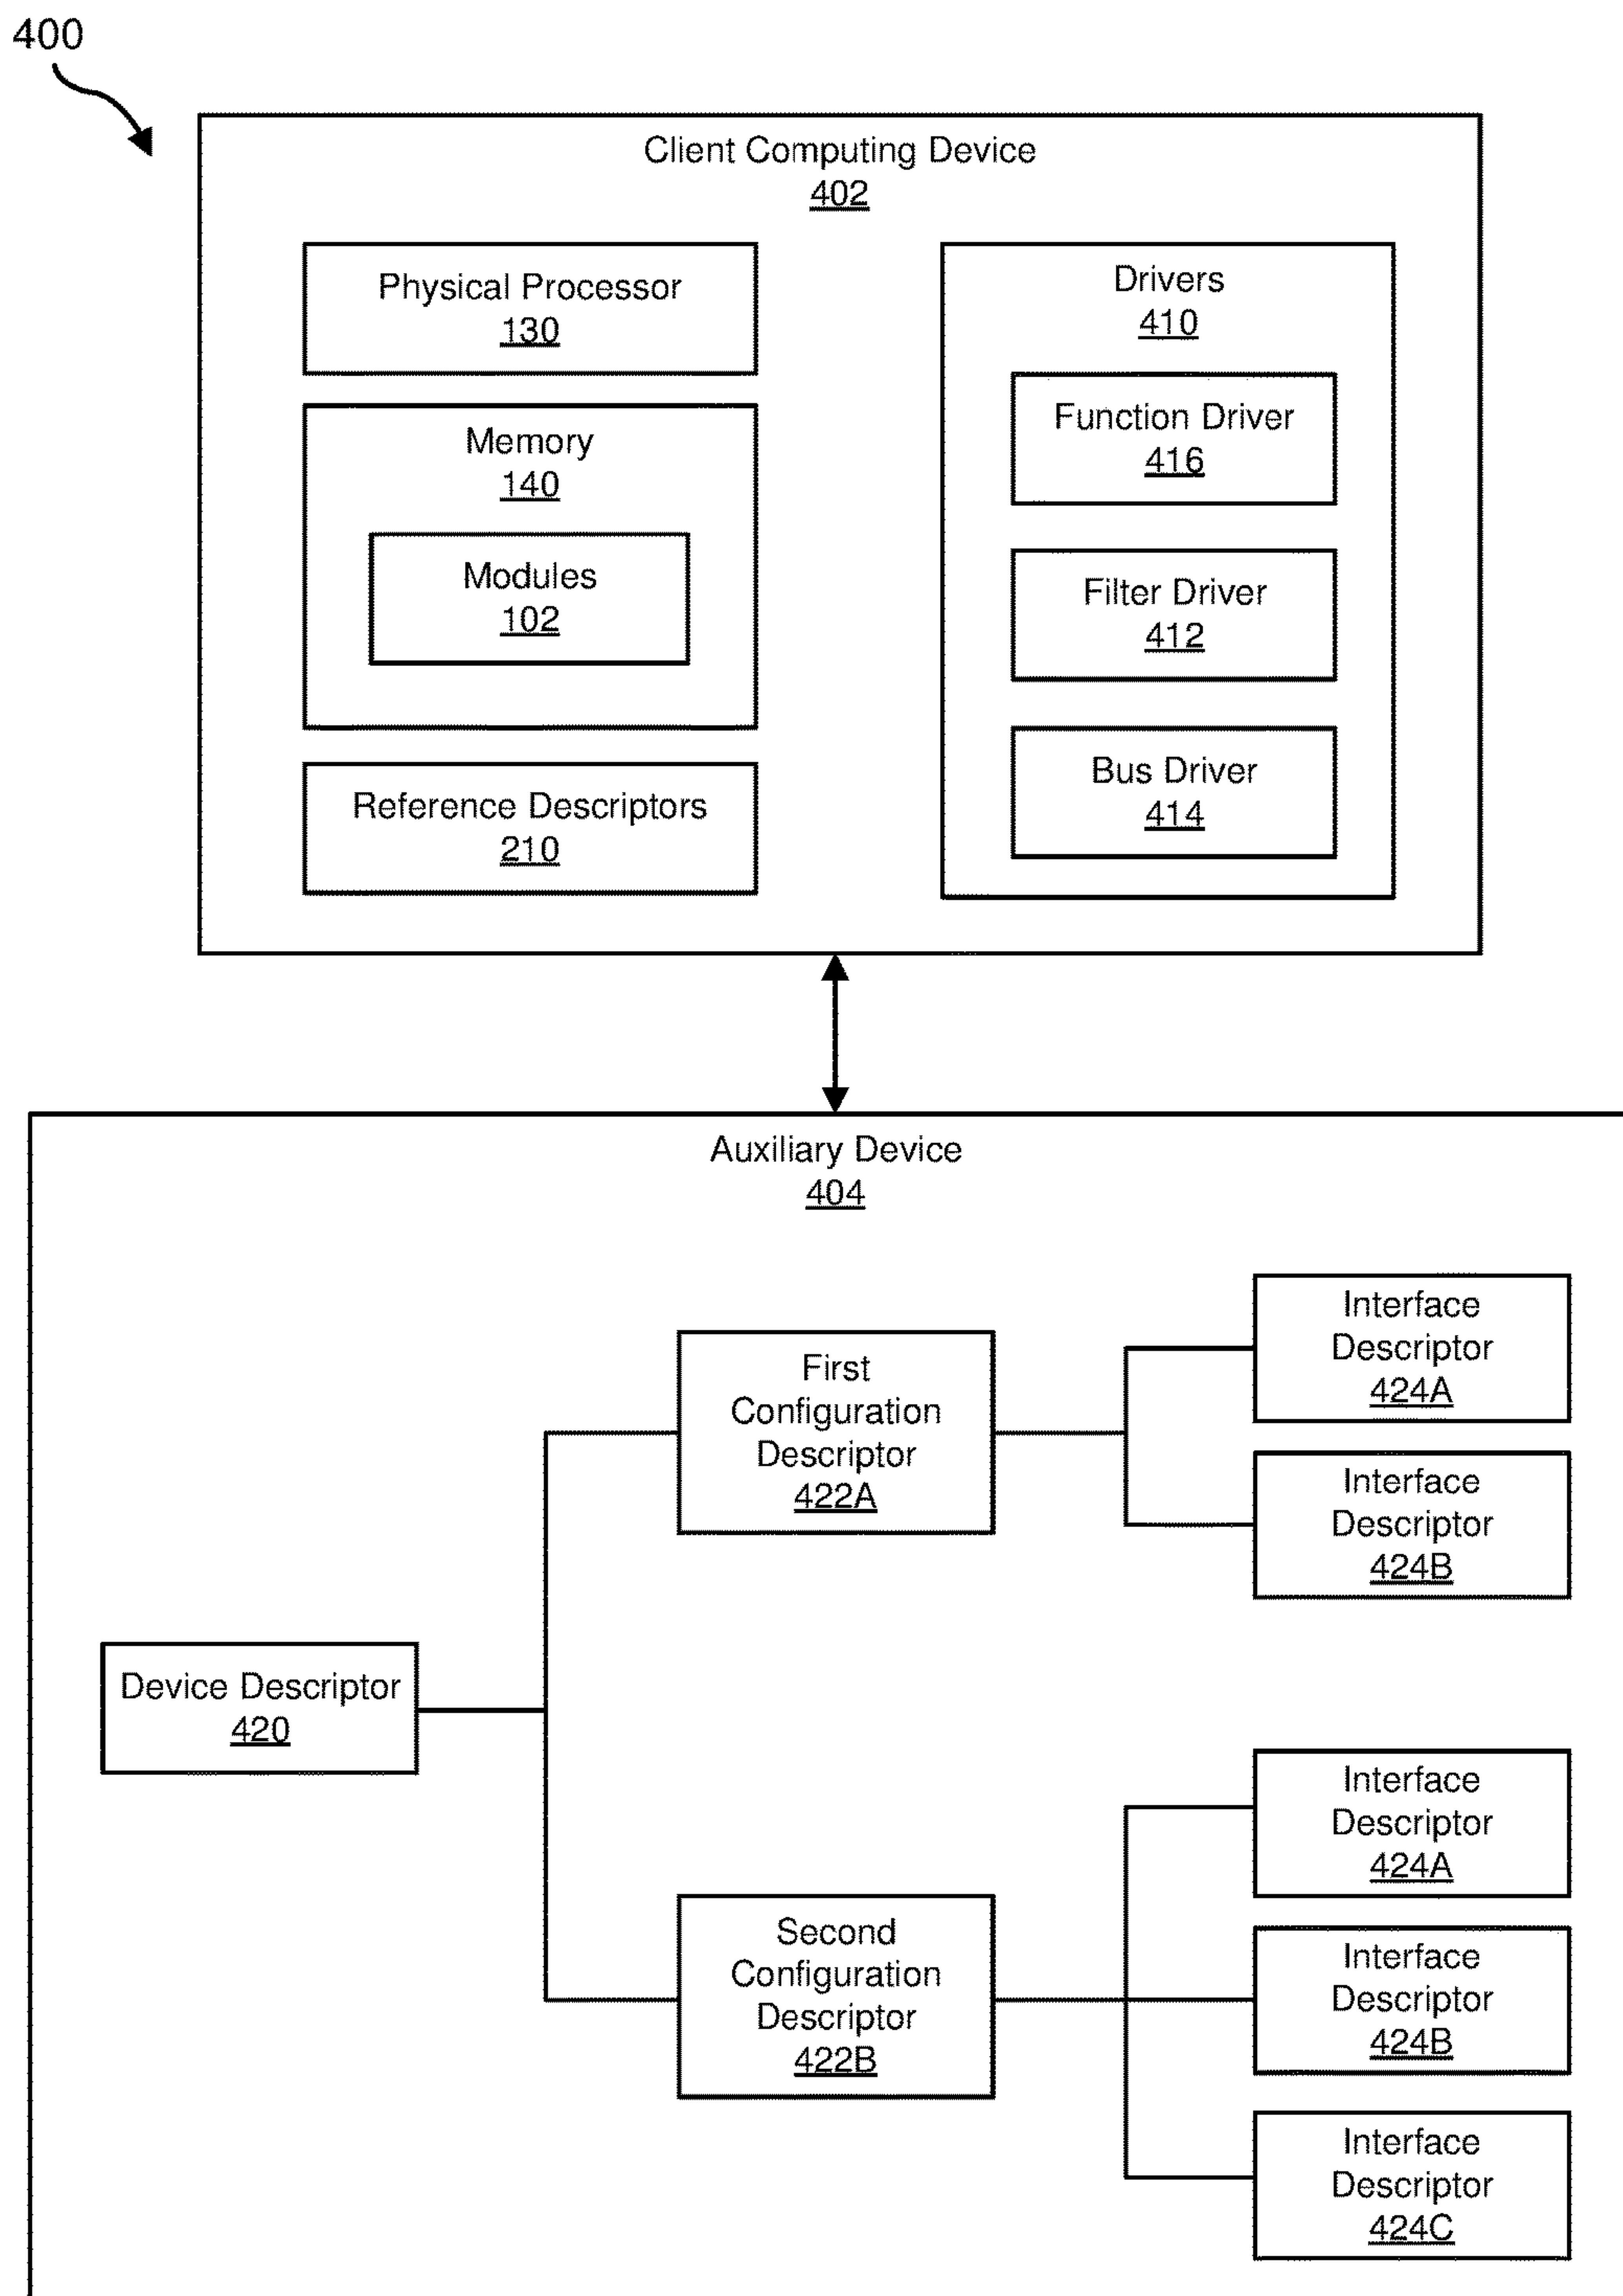 400
Client Computing Device
402
Physical Processor
130
Memory
140
Modules
102
Reference Descriptors
210
Drivers
410
Function Driver
416
Filter Driver
412
Bus Driver
414
Auxiliary Device
404
Device Descriptor
420
First
Configuration
Descriptor
422A
Interface
Descriptor
424A
Interface
Descriptor
424B
Second
Configuration
Descriptor
422B
Interface
Descriptor
424A
Interface
Descriptor
424B
Interface
Descriptor
424C